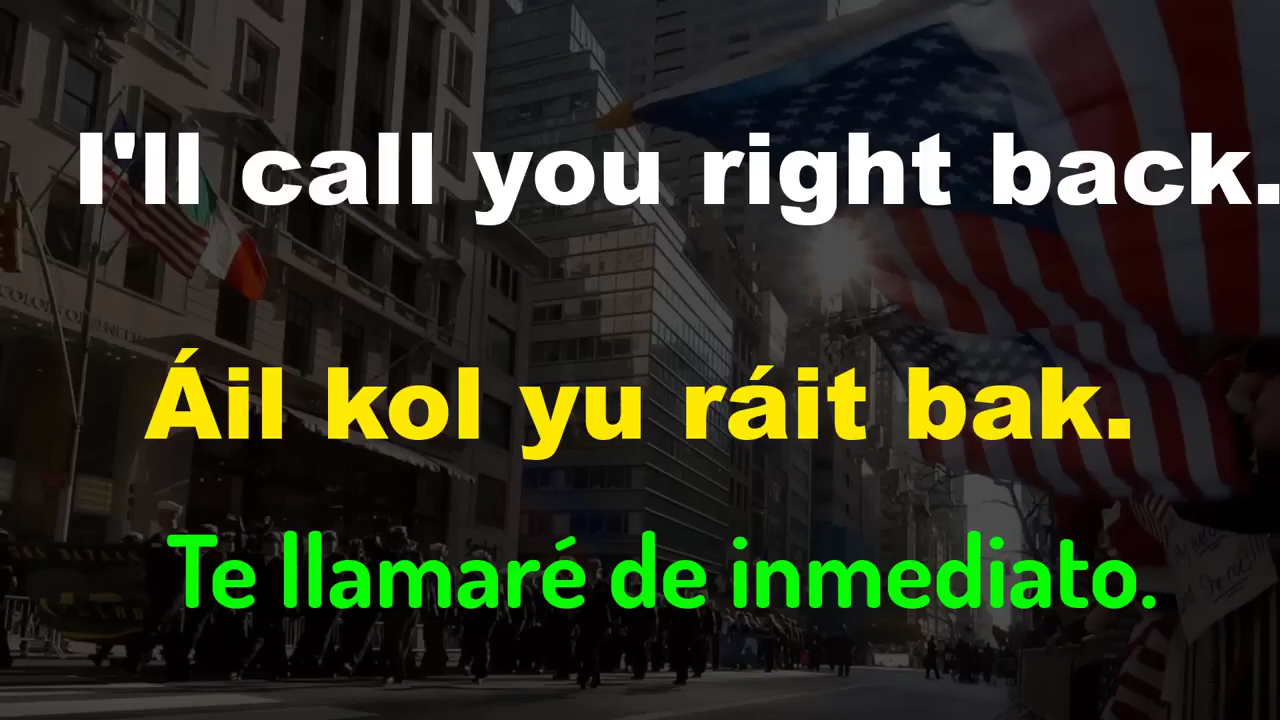 I'll call you right back.
Áil kol yu ráit bak.
Te llamaré de inmediato.